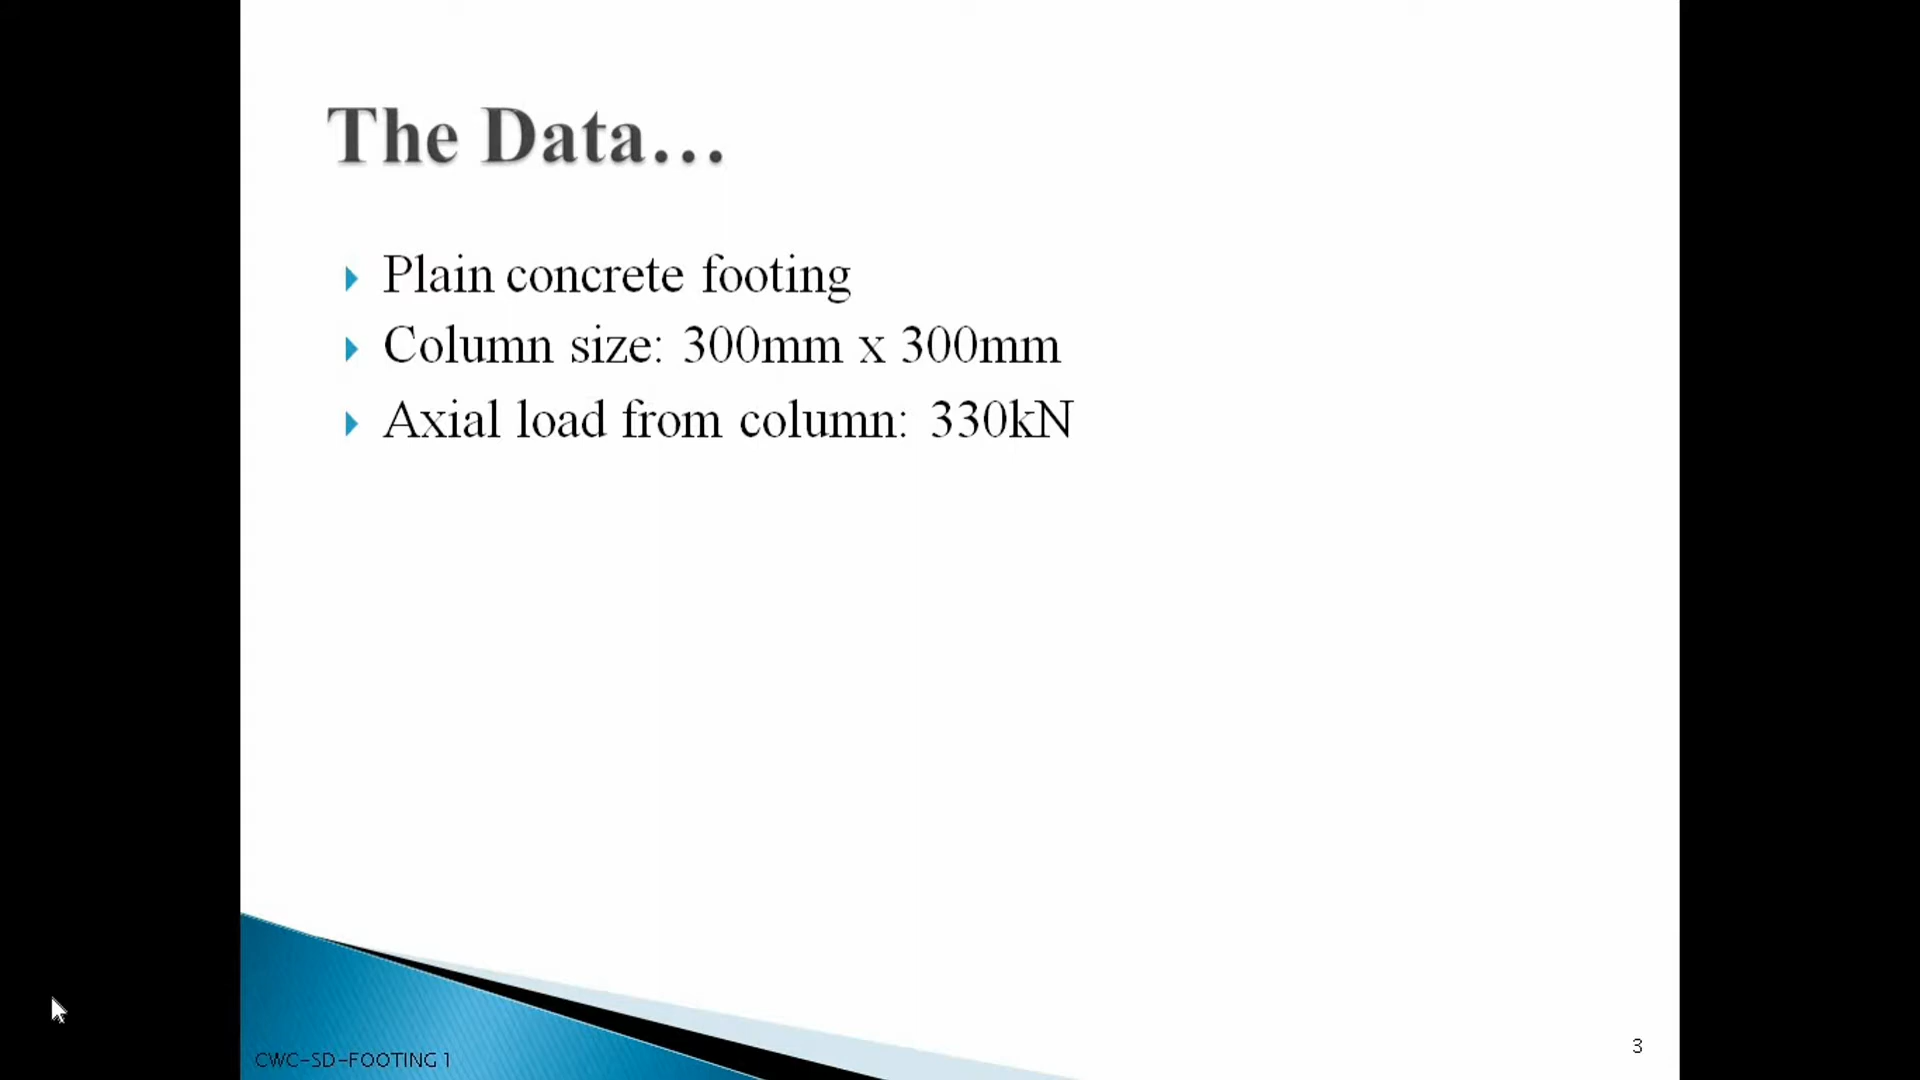 The Data…
Plain concrete footing
Column size: 300mm x 300mm
Axial load from column: 330kN
CWC-SD-FOOTING 1
3